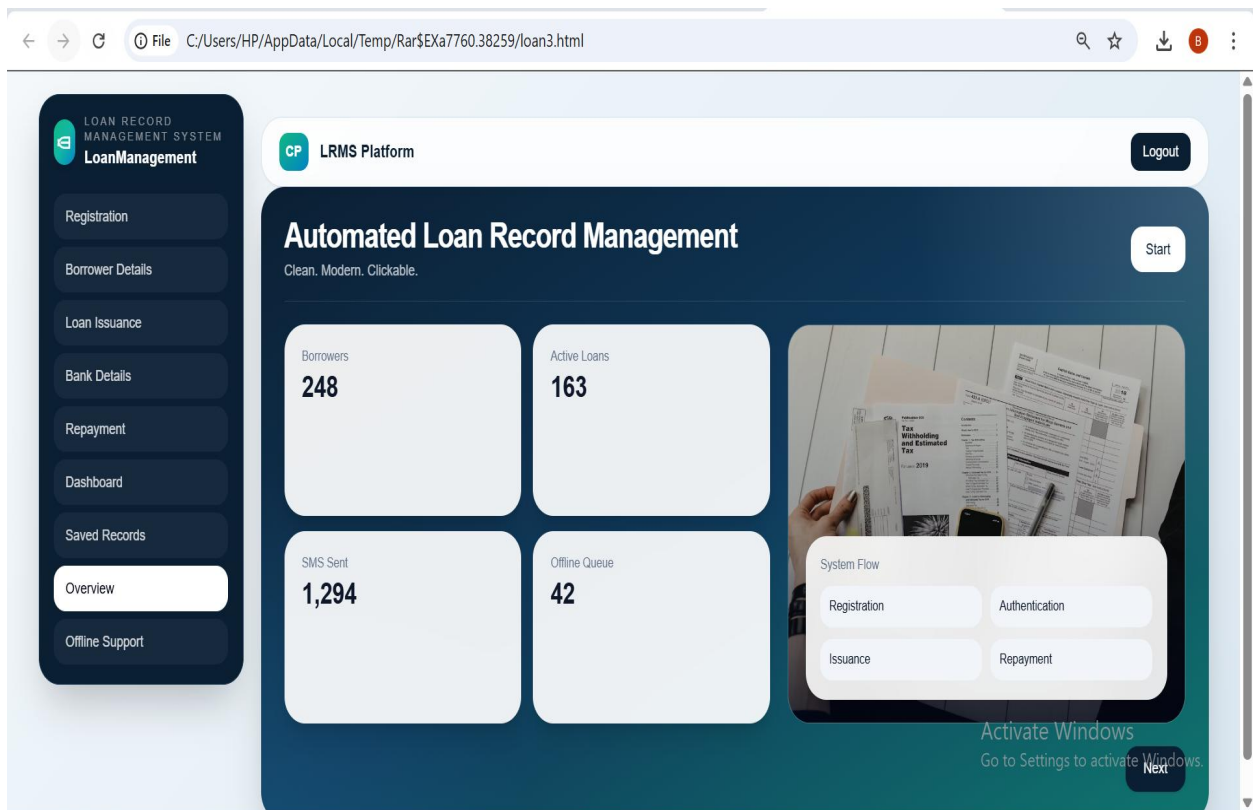 File C:/Users/HP/AppData/Local/Temp/Rar$EXa7760.38259/loan3.html
B
LOAN RECORD
MANAGEMENT SYSTEM
LoanManagement
Registration
Borrower Details
Loan Issuance
Bank Details
Repayment
Dashboard
Saved Records
Overview
Offline Support
CP LRMS Platform
Logout
Automated Loan Record Management
Clean. Modern. Clickable.
Start
Borrowers
248
Active Loans
163
SMS Sent
1,294
Offline Queue
42
Tax
Withholding
and Estimated
Tax
2019
System Flow
Registration
Authentication
Issuance
Repayment
Activate Windows
Go to Settings to activate Windows.
Next